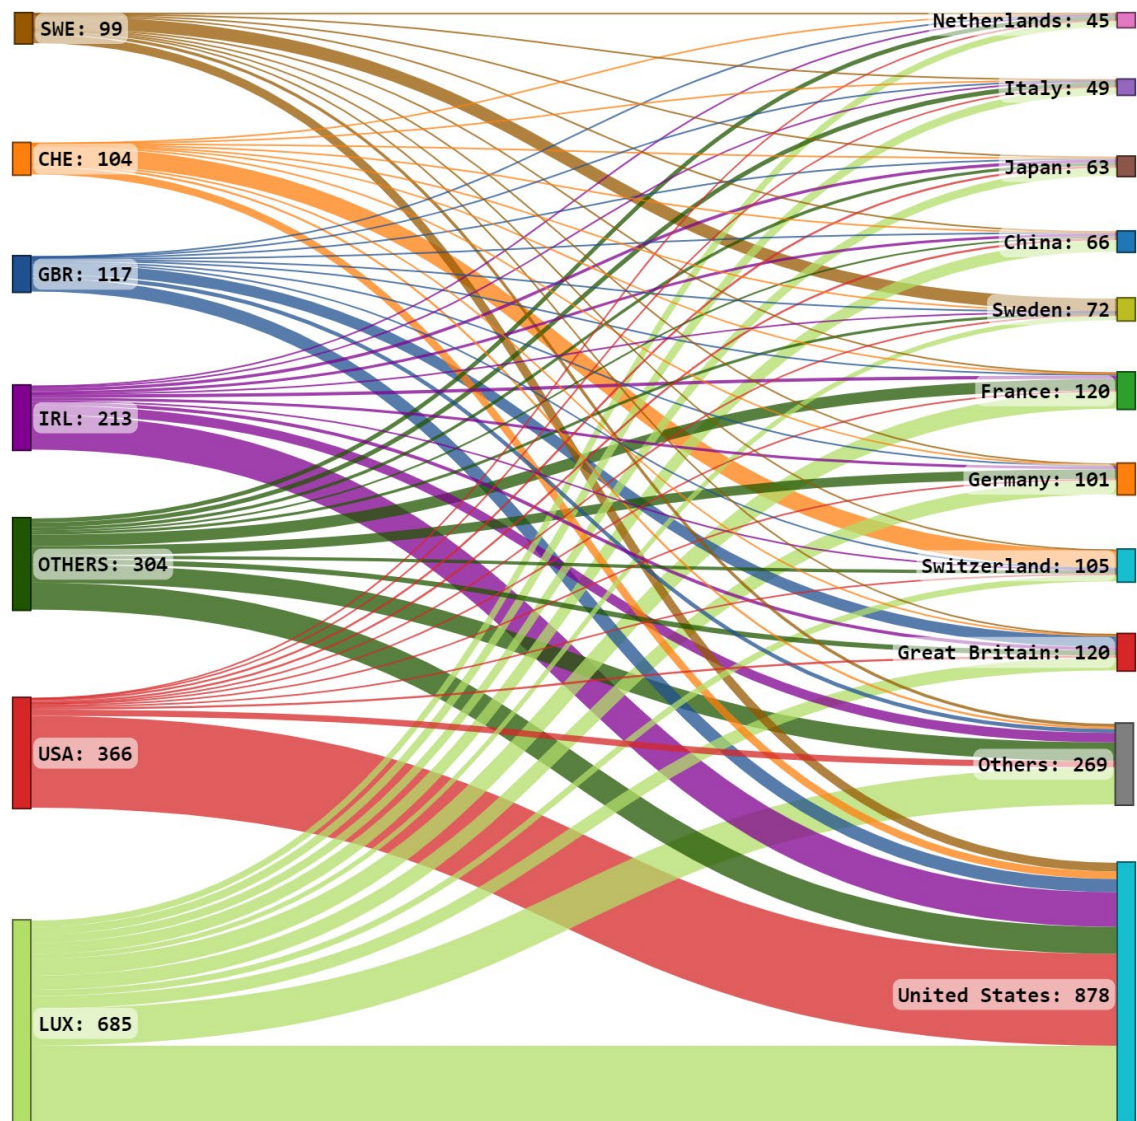 SWE: 99
CHE: 104
GBR: 117
IRL: 213
OTHERS: 304
USA: 366
LUX: 685
Netherlands: 45
Italy: 49
Japan: 63
China: 66
Sweden: 72
France: 120
Germany: 101
Switzerland: 105
Great Britain: 120
Others: 269
United States: 878